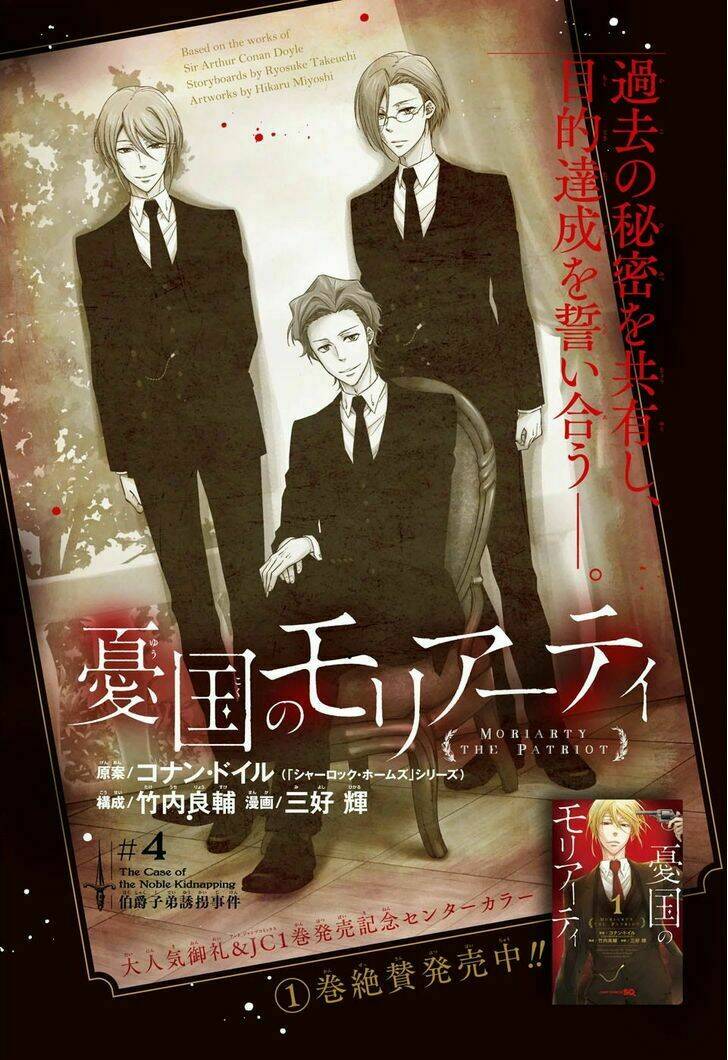 Based on the works of
Sir Arthur Conan Doyle
Storyboards by Ryosuke Takeuchi
Artworks by Hikaru Miyoshi
過去の秘密を共有し、
目的達成を誓い合う──。
憂国のモリアーティ
MORIARTY
THE PATRIOT
原案/コナン・ドイル(「シャーロック・ホームズ」シリーズ)
構成/竹内良輔 漫画/三好 輝
#4
The Case of
the Noble Kidnapping
伯爵子弟誘拐事件
大人気御礼&JC1巻発売記念センターカラー
①巻絶賛発売中!!
憂国の
モリアーティ
1
MORIARTY
THE PATRIOT